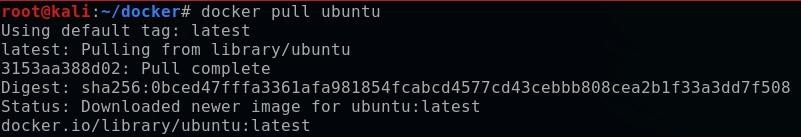 root@kali:~/docker# docker pull ubuntu
Using default tag: latest
latest: Pulling from library/ubuntu
3153aa388d02: Pull complete
Digest: sha256:0bced47fffa3361afa981854fcabcd4577cd43cebbb808cea2b1f33a3dd7f508
Status: Downloaded newer image for ubuntu:latest
docker.io/library/ubuntu:latest